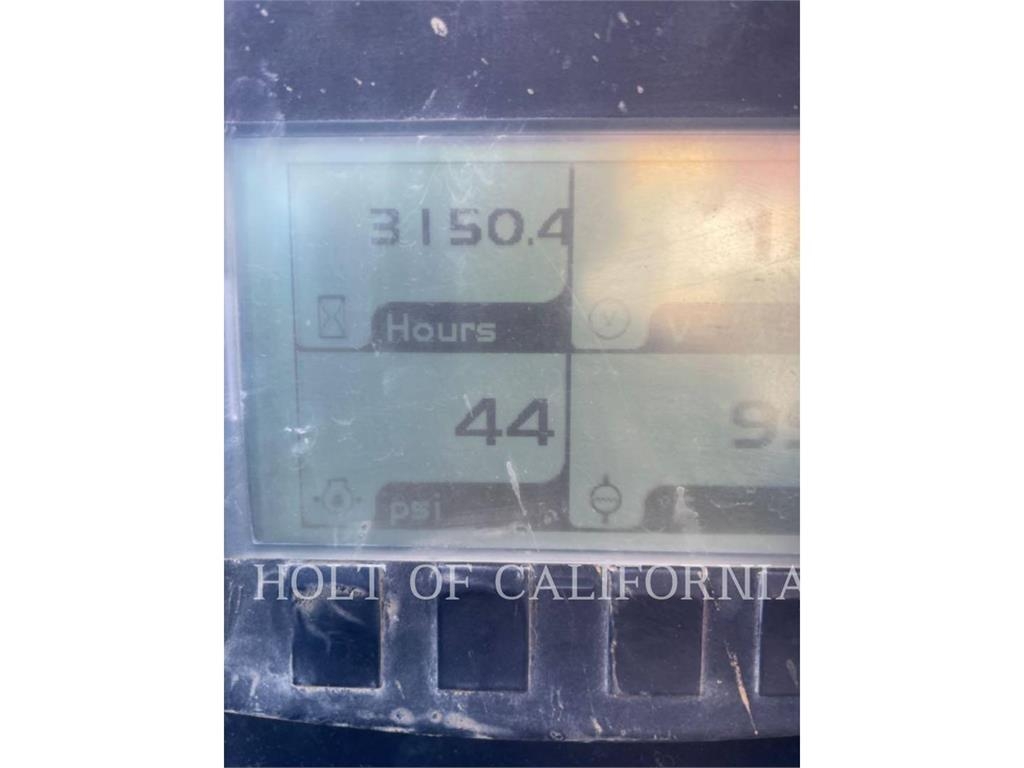 3150.4
Hours
V
44
psi
HOLT OF CALIFORNIA